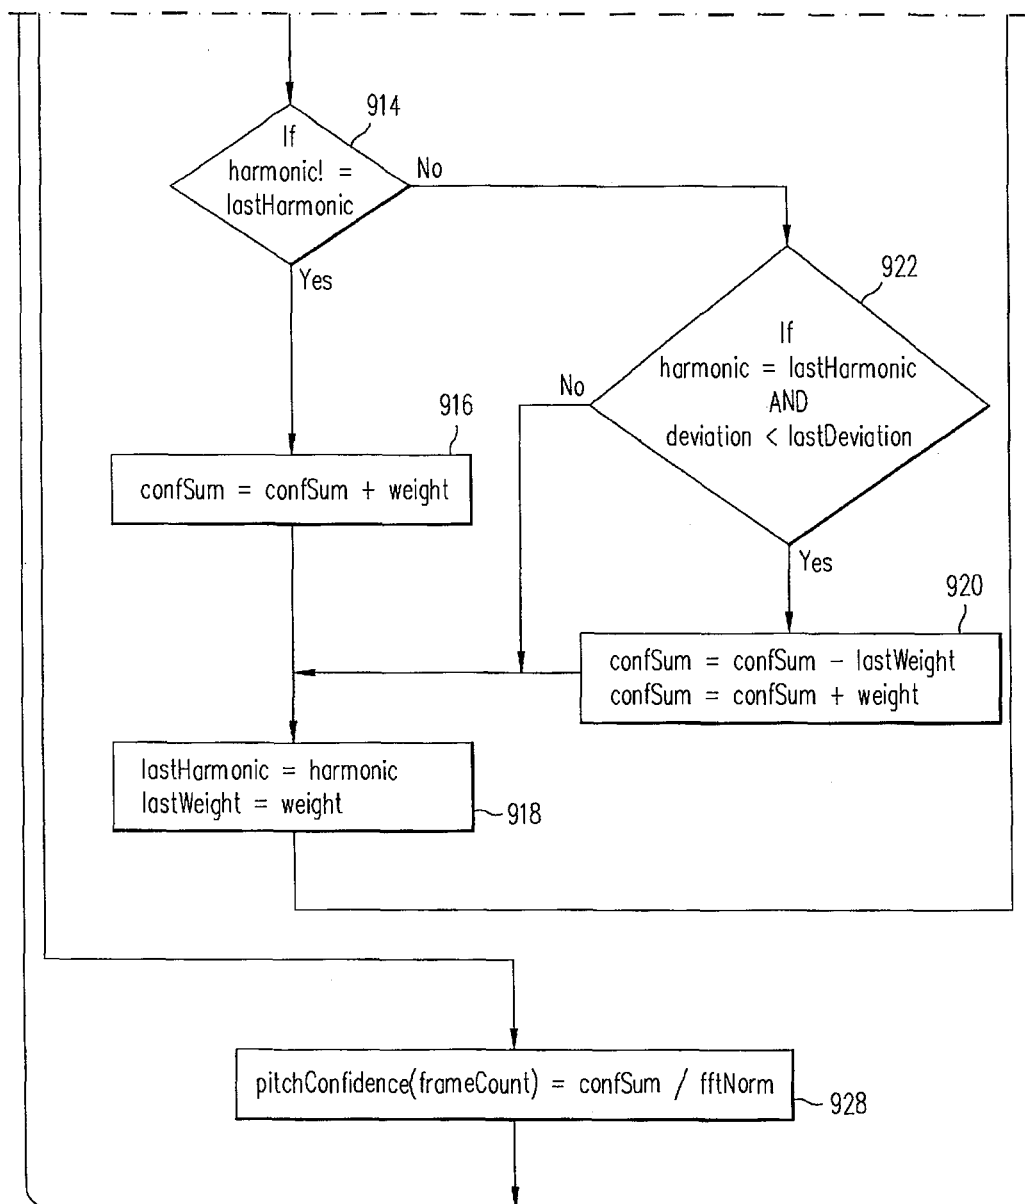 914
If
harmonic! =
lastHarmonic
No
Yes
922
If
harmonic = lastHarmonic
AND
deviation < lastDeviation
No
Yes
916
confSum = confSum + weight
920
confSum = confSum - lastWeight
confSum = confSum + weight
lastHarmonic = harmonic
lastWeight = weight
918
pitchConfidence(frameCount) = confSum / fftNorm
928